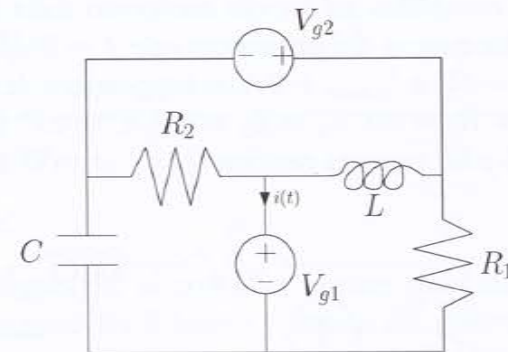 V_{g2}
- +
R_2
i(t)
L
C
+
-
V_{g1}
R_1